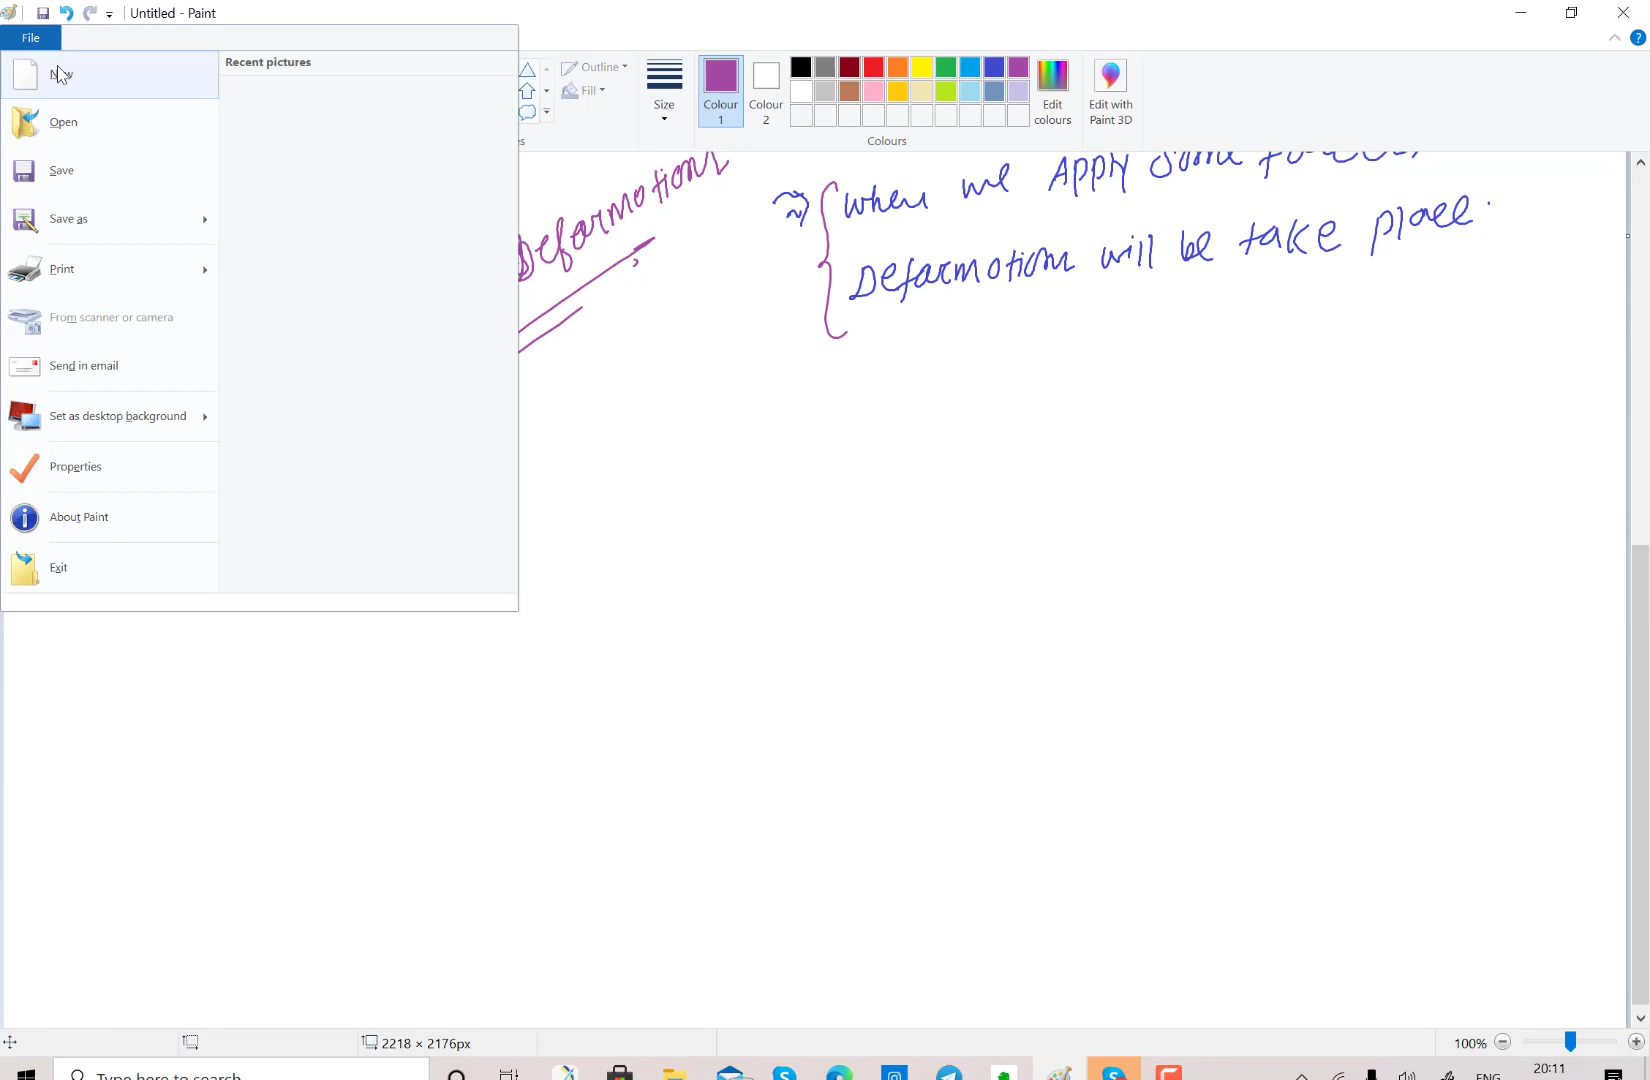 Untitled - Paint
File
New
Recent pictures
Open
Save
Save as
Print
From scanner or camera
Send in email
Set as desktop background
Properties
About Paint
Exit
Outline
Fill
Size
Colour 1
Colour 2
Edit colours
Edit with Paint 3D
Colours
Defarmotions
when we APPly Some
Defarmotions will be take place.
2218 × 2176px
100%
Type here to search
ENG
20:11